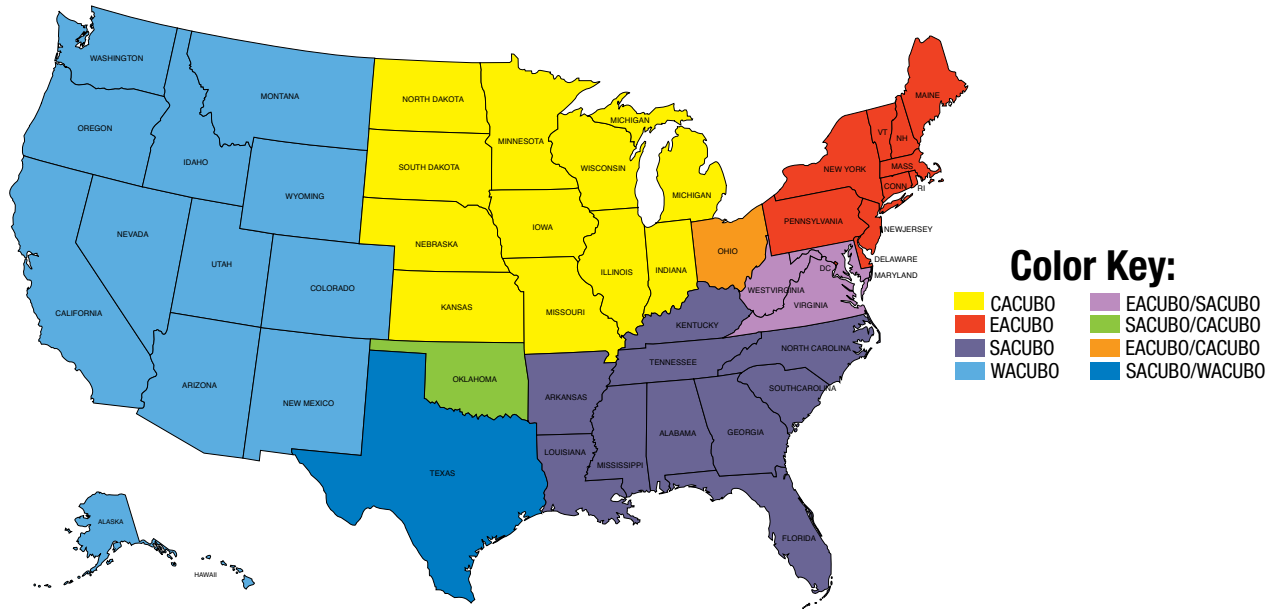 WASHINGTON
MONTANA
NORTH DAKOTA
MINNESOTA
MICHIGAN
MAINE
OREGON
IDAHO
SOUTH DAKOTA
WISCONSIN
MICHIGAN
NEW YORK
VT
NH
MASS
CONN
RI
WYOMING
NEBRASKA
IOWA
ILLINOIS
INDIANA
OHIO
PENNSYLVANIA
NEWJERSEY
NEVADA
UTAH
COLORADO
KANSAS
MISSOURI
WESTVIRGINIA
VIRGINIA
DC
DELAWARE
MARYLAND
CALIFORNIA
ARIZONA
NEW MEXICO
OKLAHOMA
ARKANSAS
KENTUCKY
TENNESSEE
NORTH CAROLINA
SOUTHCAROLINA
TEXAS
LOUISIANA
MISSISSIPPI
ALABAMA
GEORGIA
FLORIDA
ALASKA
HAWAII
Color Key:
CACUBO
EACUBO
SACUBO
WACUBO
EACUBO/SACUBO
SACUBO/CACUBO
EACUBO/CACUBO
SACUBO/WACUBO